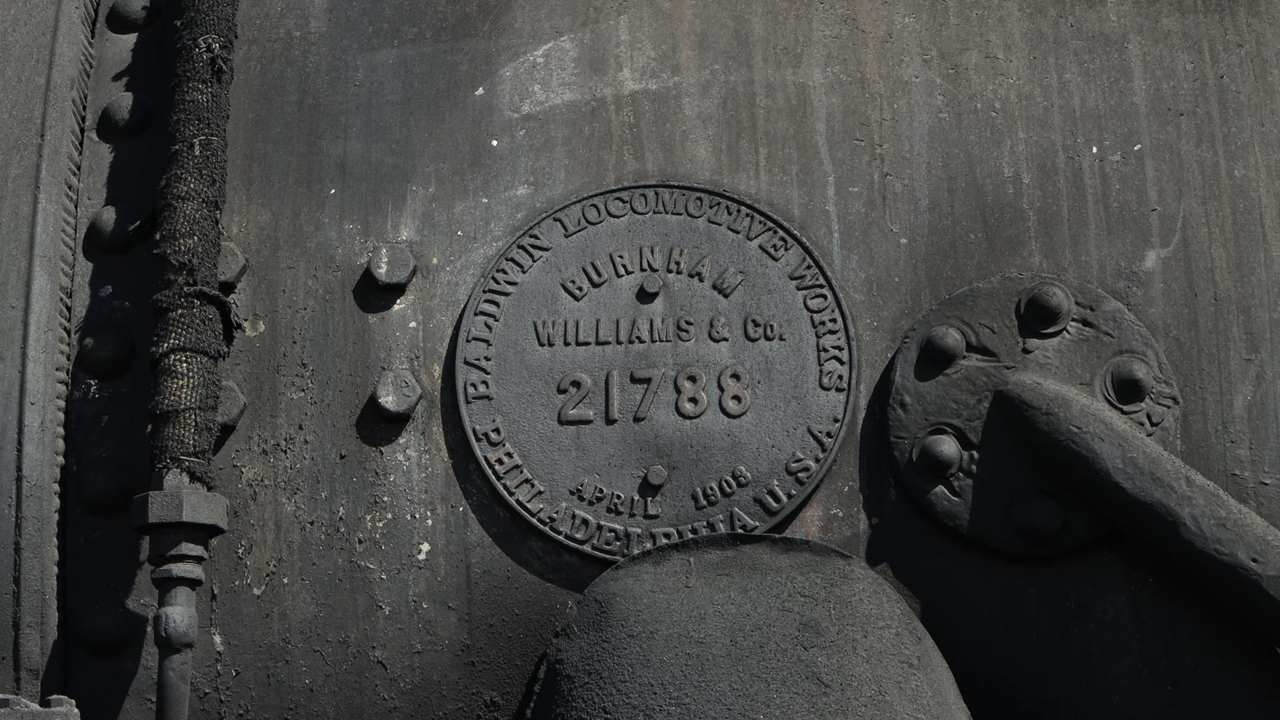 BALDWIN LOCOMOTIVE WORKS.
BURNHAM
WILLIAMS & Co.
21788
APRIL 1903
PHILADELPHIA U.S.A.